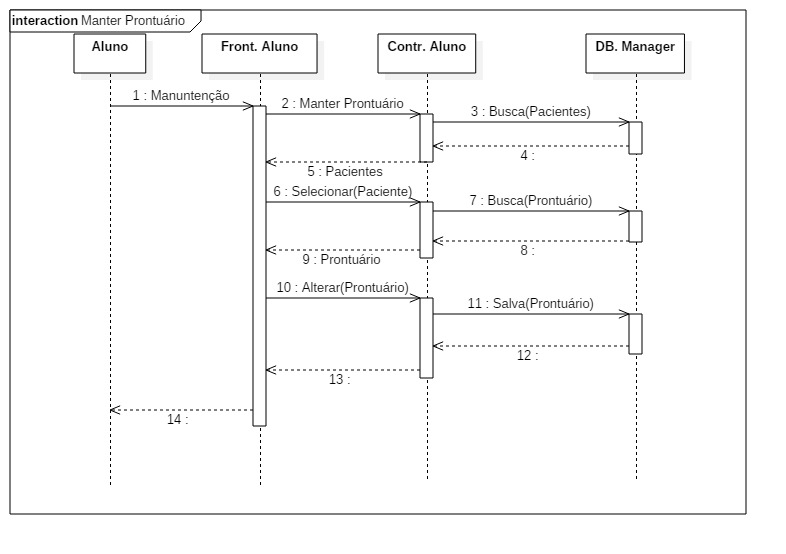 interaction Manter Prontuário
Aluno
Front. Aluno
Contr. Aluno
DB. Manager
1 : Manuntenção
2 : Manter Prontuário
3 : Busca(Pacientes)
4 :
5 : Pacientes
6 : Selecionar(Paciente)
7 : Busca(Prontuário)
8 :
9 : Prontuário
10 : Alterar(Prontuário)
11 : Salva(Prontuário)
12 :
13 :
14 :